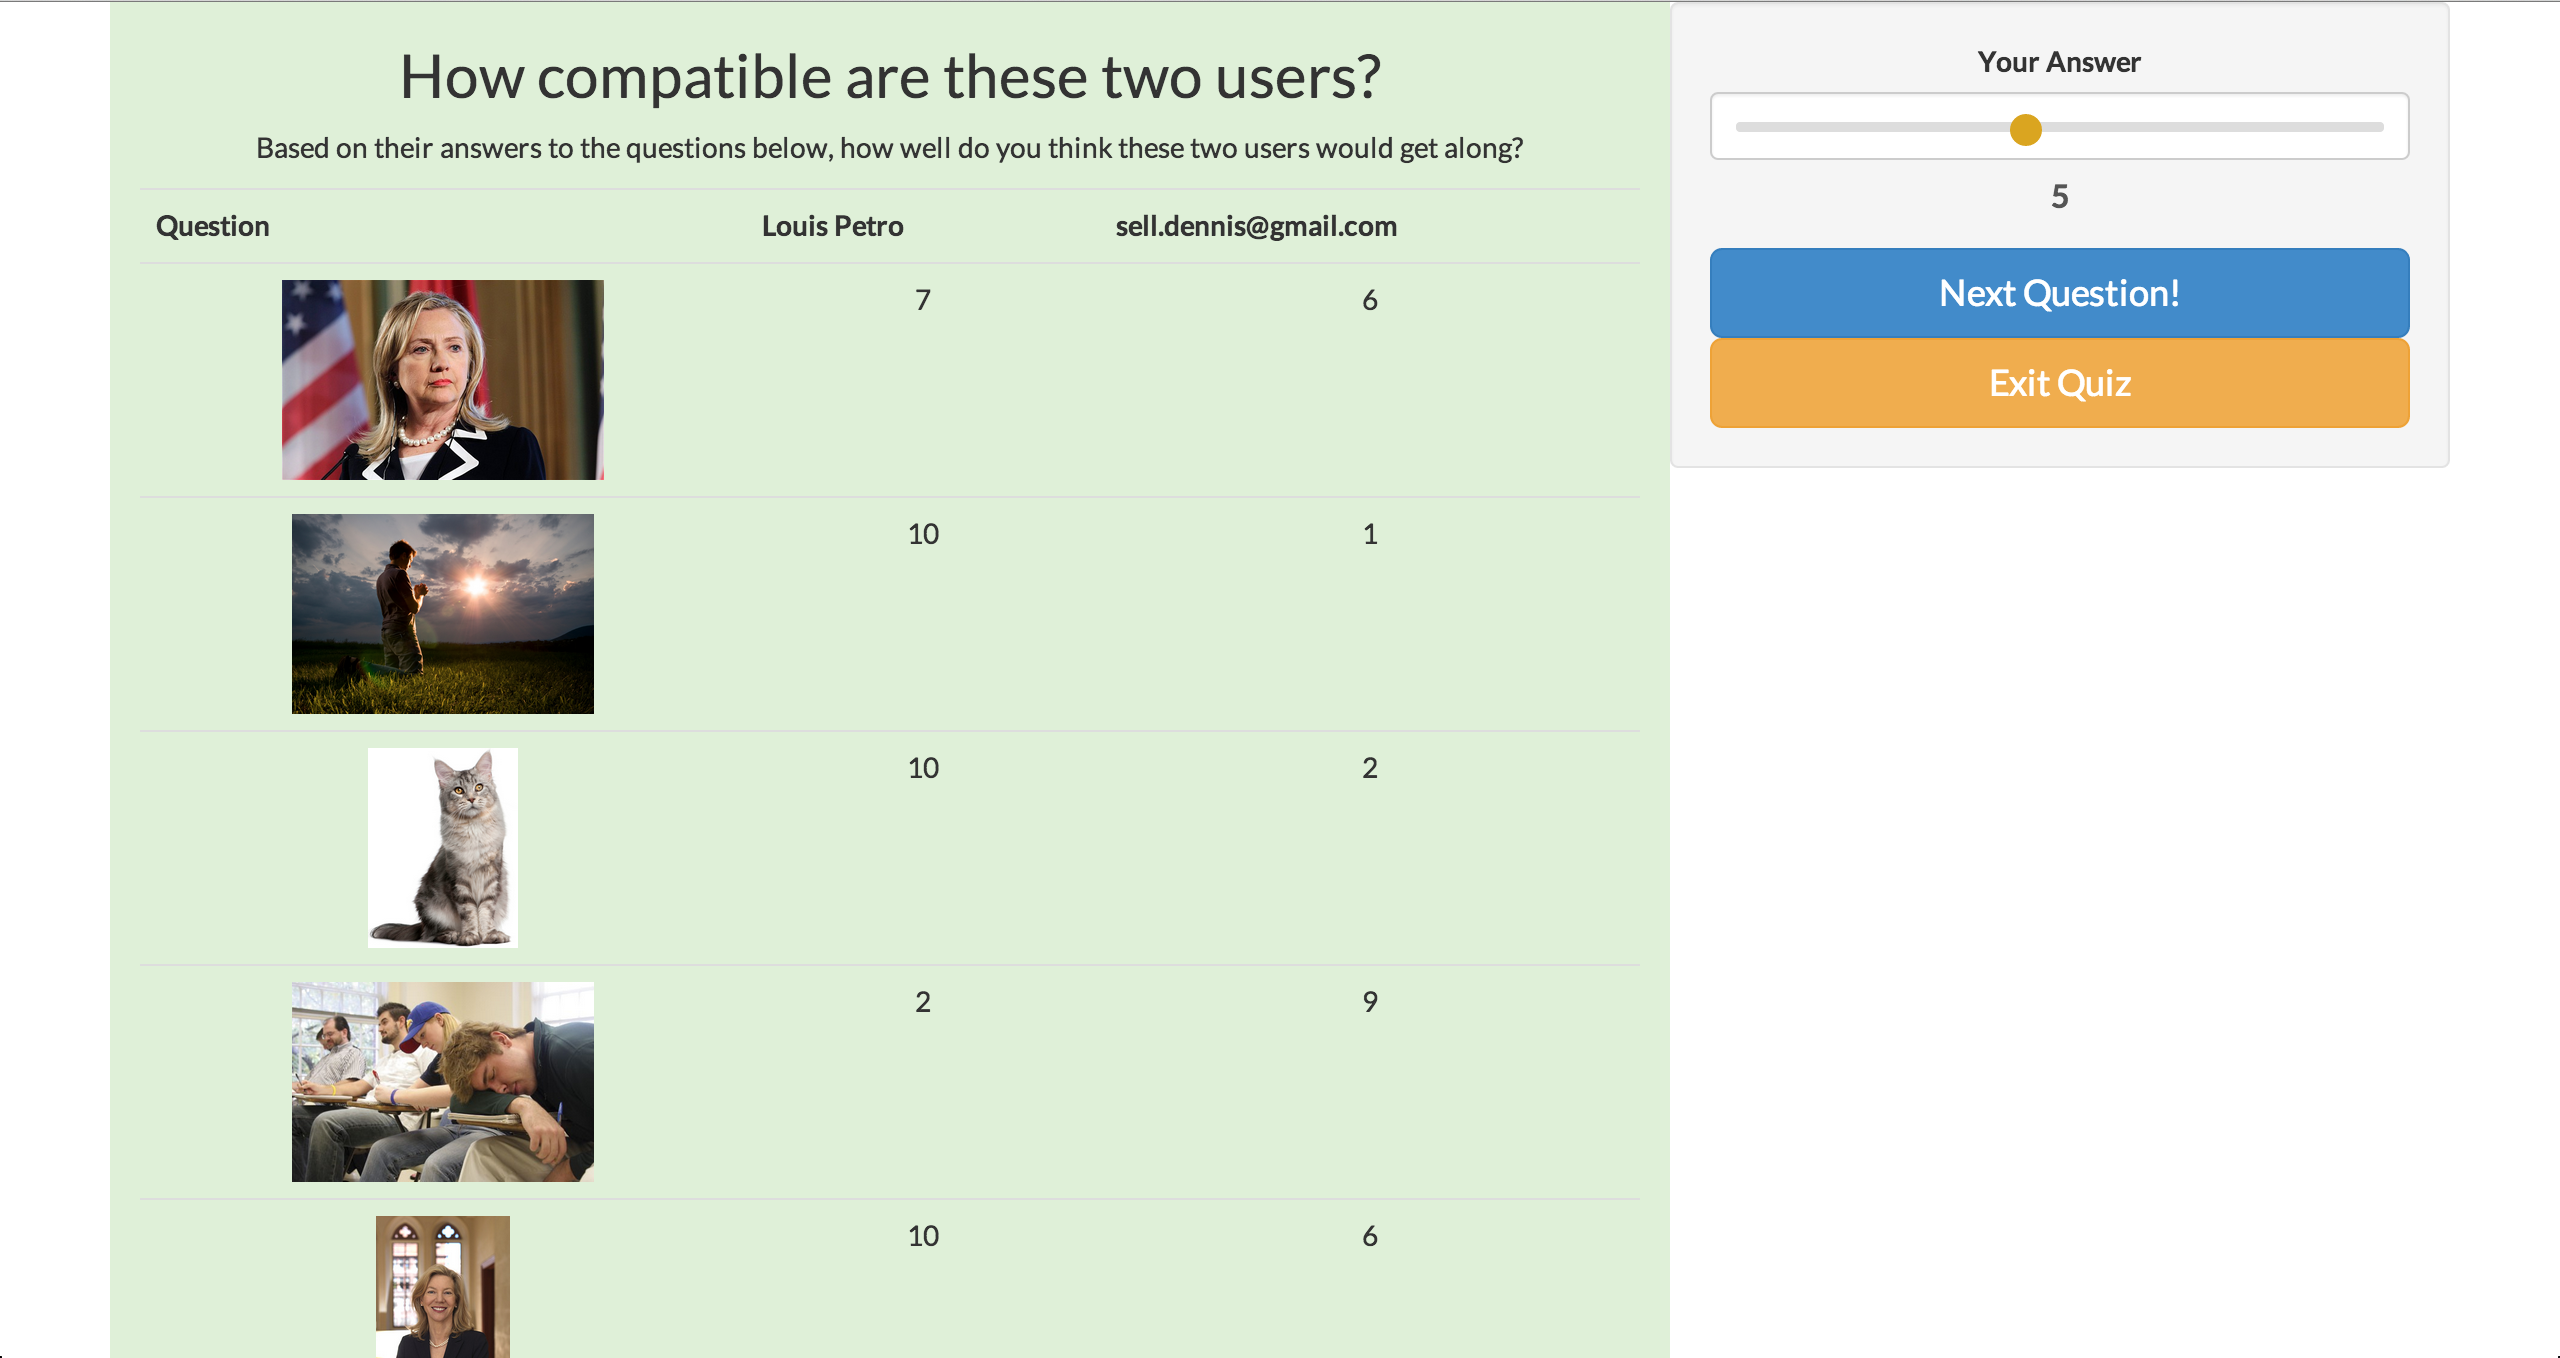 How compatible are these two users?
Based on their answers to the questions below, how well do you think these two users would get along?
Question Louis Petro sell.dennis@gmail.com
7 6
10 1
10 2
2 9
10 6
Your Answer
5
Next Question!
Exit Quiz